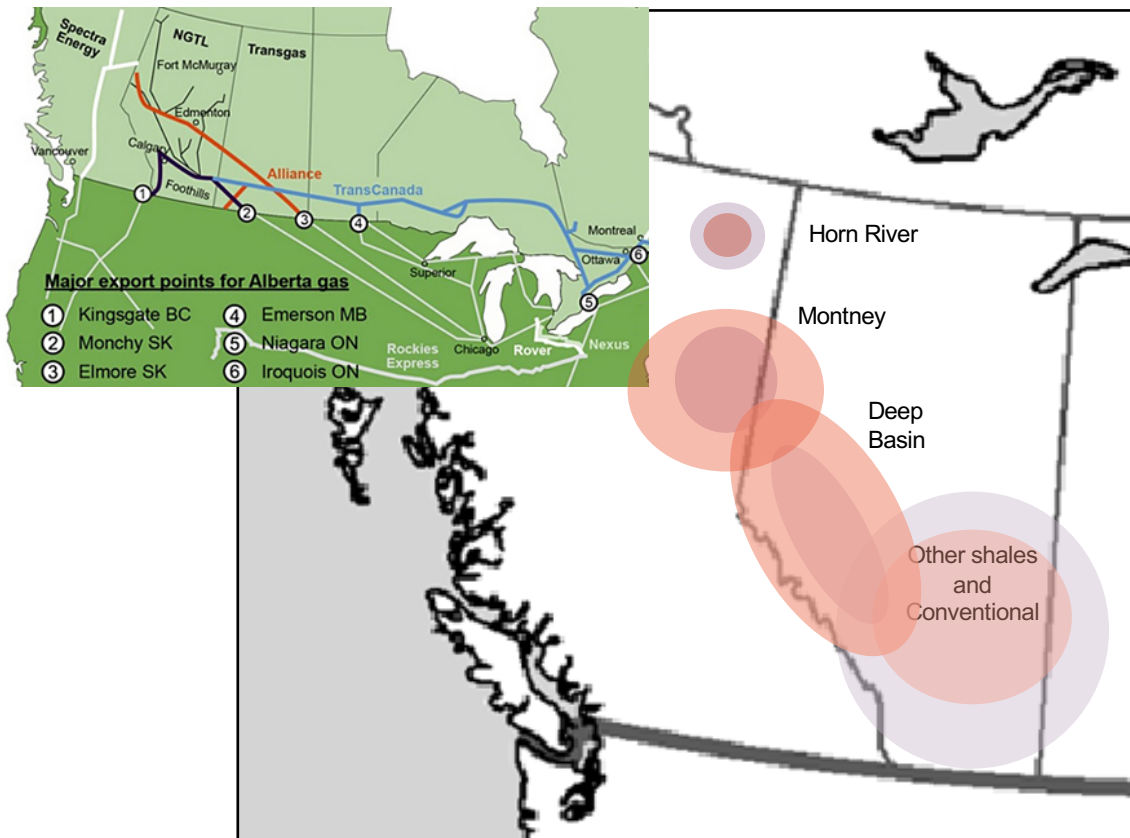 Spectra
Energy
NGTL
Transgas
Fort McMurray
Edmonton
Vancouver
Calgary
Foothills
Alliance
TransCanada
Montreal
Ottawa
Superior
Chicago
Rockies
Express
Rover
Nexus
1
2
3
4
5
6
Major export points for Alberta gas
1 Kingsgate BC
2 Monchy SK
3 Elmore SK
4 Emerson MB
5 Niagara ON
6 Iroquois ON
Horn River
Montney
Deep
Basin
Other shales
and
Conventional